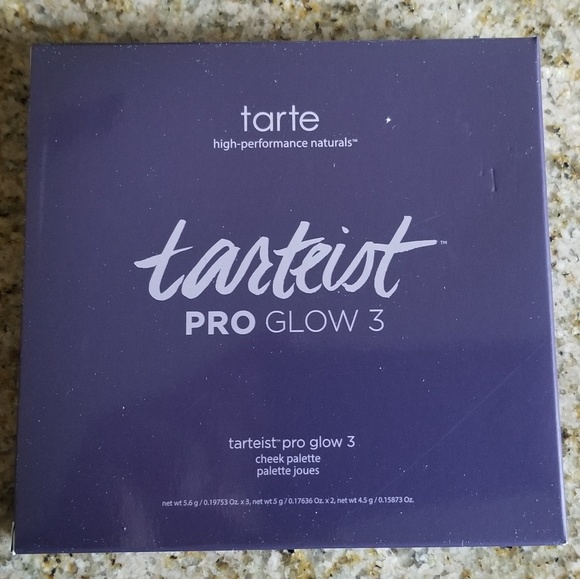 tarte
high-performance naturals™
tarteist™
PRO GLOW 3
tarteist™ pro glow 3
cheek palette
palette joues
net wt 5.6 g / 0.19753 Oz. x 3, net wt 5 g / 0.17636 Oz x 2, net wt 4.5 g / 0.15873 Oz.